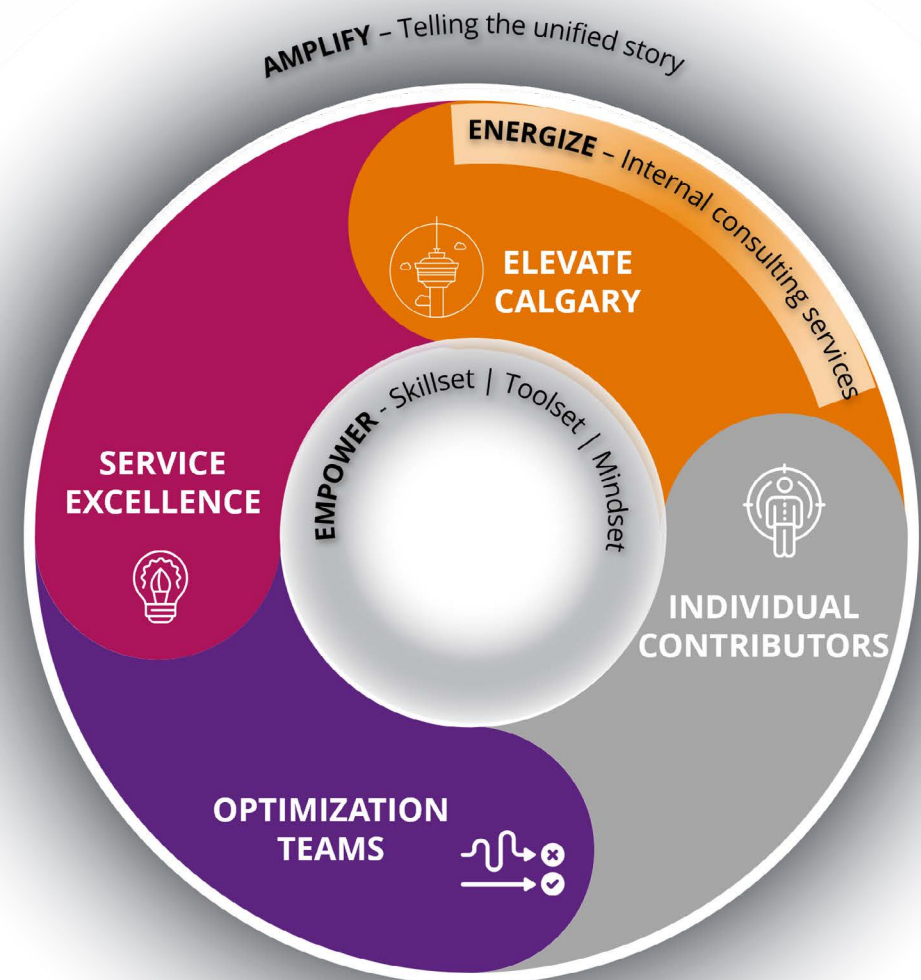 AMPLIFY – Telling the unified story
ENERGIZE – Internal consulting services
ELEVATE
CALGARY
EMPOWER - Skillset | Toolset | Mindset
SERVICE
EXCELLENCE
INDIVIDUAL
CONTRIBUTORS
OPTIMIZATION
TEAMS